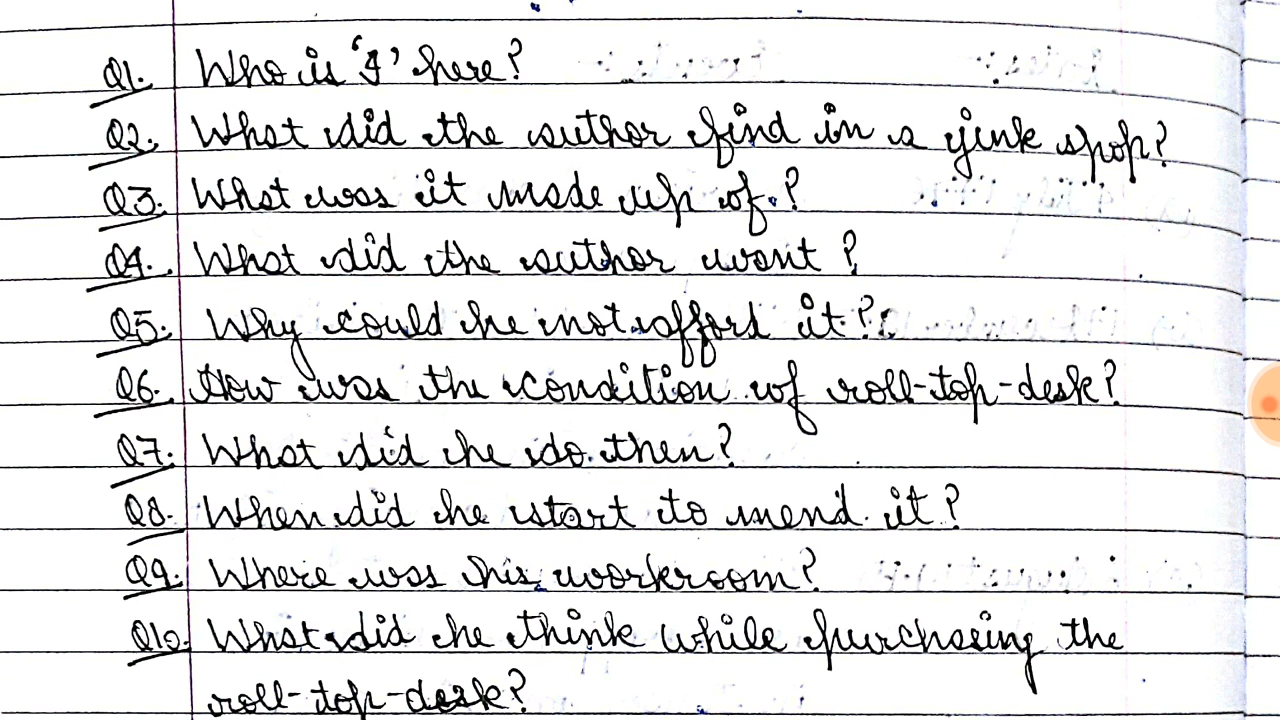 Q1. Who is 'I' here?
Q2. What did the author find in a junk spop?
Q3. What was it made up of.?
Q4. What did the author want?
Q5. Why could he not afford it?
Q6. How was the condition of roll-top-desk?
Q7. What did he do then?
Q8. When did he start to mend it?
Q9. Where was his workroom?
Q10. What did he think while purchasing the
roll-top-desk?